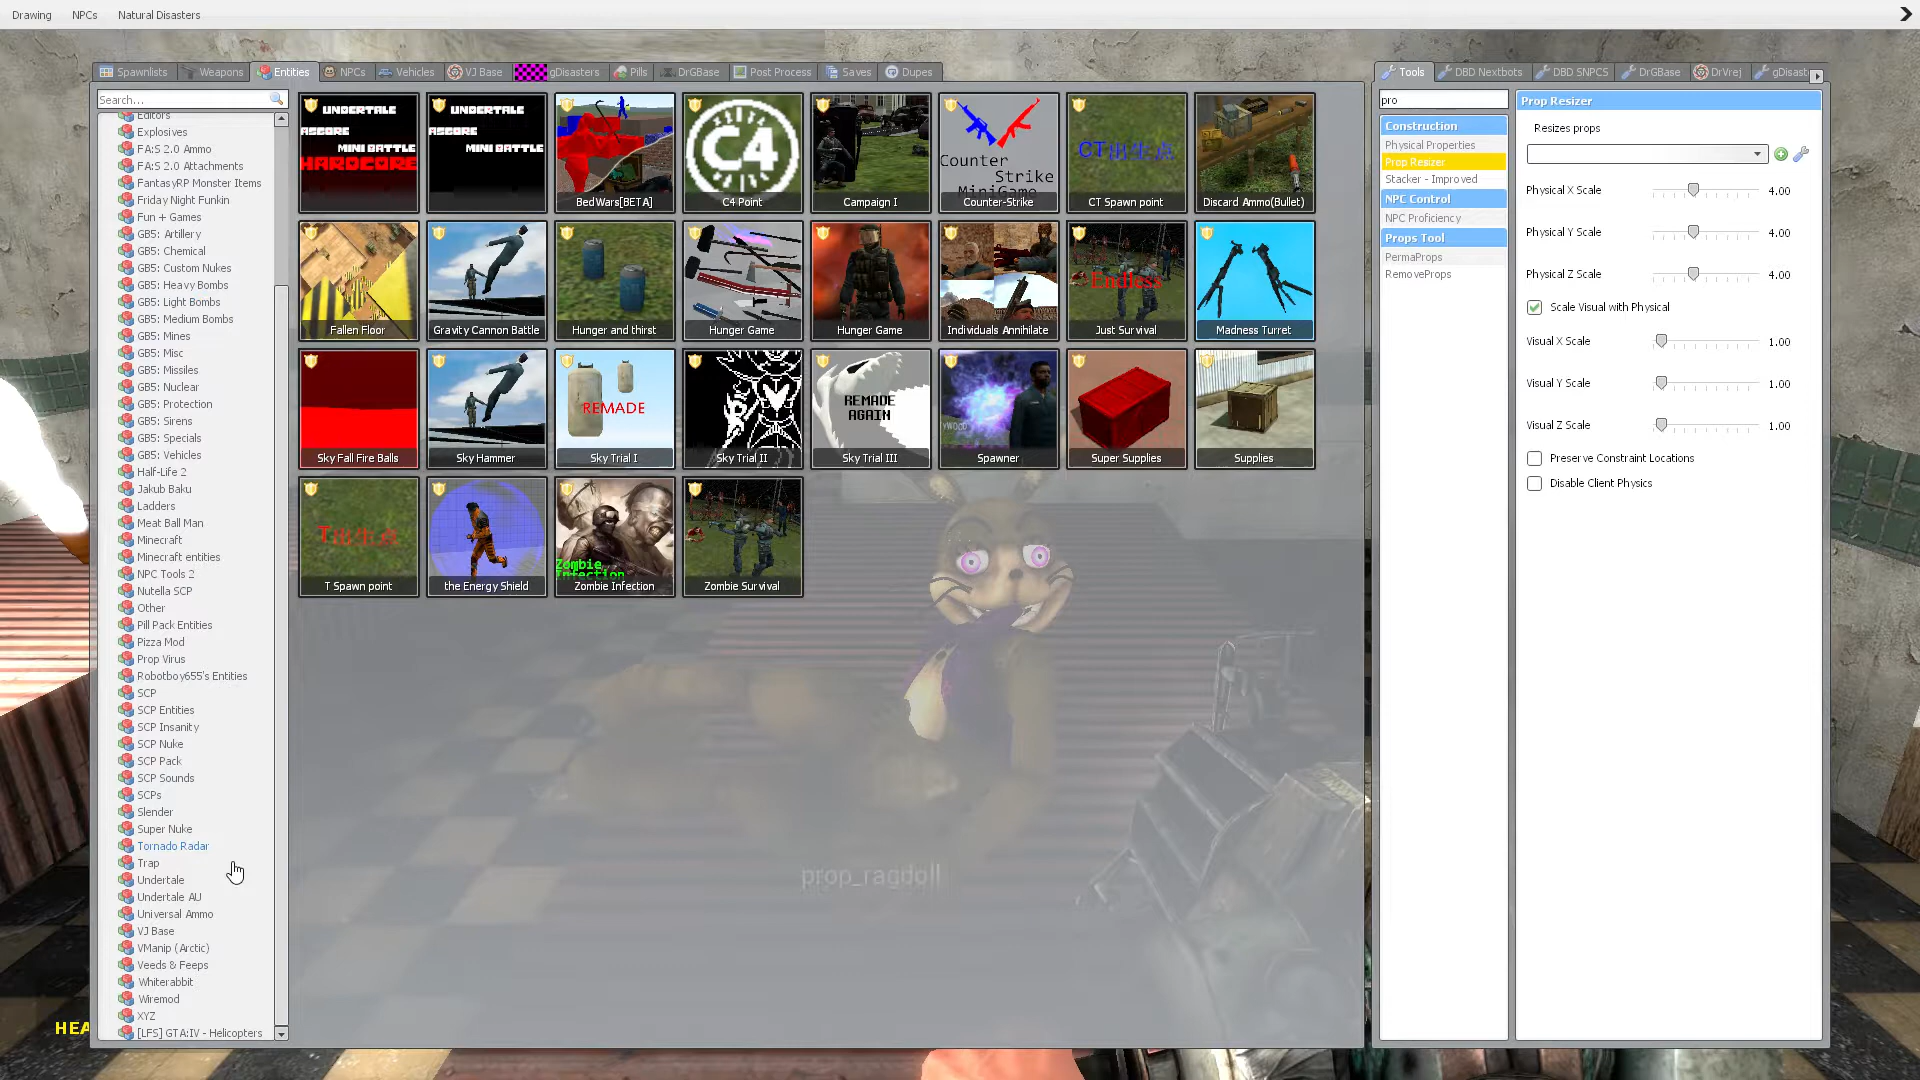 Drawing NPCs Natural Disasters
Spawnlists Weapons Entities NPCs Vehicles VJ Base gDisasters Pills DrGBase Post Process Saves Dupes
Search...
Editors
Explosives
FA:S 2.0 Ammo
FA:S 2.0 Attachments
FantasyRP Monster Items
Friday Night Funkin
Fun + Games
GB5: Artillery
GB5: Chemical
GB5: Custom Nukes
GB5: Heavy Bombs
GB5: Light Bombs
GB5: Medium Bombs
GB5: Mines
GB5: Misc
GB5: Missiles
GB5: Nuclear
GB5: Protection
GB5: Sirens
GB5: Specials
GB5: Vehicles
Half-Life 2
Jakub Baku
Ladders
Meat Ball Man
Minecraft
Minecraft entities
NPC Tools 2
Nutella SCP
Other
Pill Pack Entities
Pizza Mod
Prop Virus
Robotboy655's Entities
SCP
SCP Entities
SCP Insanity
SCP Nuke
SCP Pack
SCP Sounds
SCPs
Slender
Super Nuke
Tornado Radar
Trap
Undertale
Undertale AU
Universal Ammo
VJ Base
VManip (Arctic)
Veeds & Feeps
Whiterabbit
Wiremod
XYZ
[LFS] GTA:IV - Helicopters
UNDERTALE
ASGORE
MINI BATTLE
HARDCORE
UNDERTALE
ASGORE
MINI BATTLE
BedWars[BETA]
C4
C4 Point
Campaign I
Counter
Strike
MiniGame
Counter-Strike
CT Spawn point
Discard Ammo(Bullet)
Fallen Floor
Gravity Cannon Battle
Hunger and thirst
Hunger Game
Hunger Game
Individuals Annihilate
Endless
Just Survival
Madness Turret
Sky Fall Fire Balls
Sky Hammer
REMADE
Sky Trial I
Sky Trial II
REMADE
AGAIN
Sky Trial III
Spawner
Super Supplies
Supplies
T Spawn point
the Energy Shield
Zombie
Infection
Zombie Infection
Zombie Survival
prop_ragdoll
HEA
Tools DBD Nextbots DBD SNPCS DrGBase DrVrej gDisast
pro
Construction
Physical Properties
Prop Resizer
Stacker - Improved
NPC Control
NPC Proficiency
Props Tool
PermaProps
RemoveProps
Prop Resizer
Resizes props
Physical X Scale 4.00
Physical Y Scale 4.00
Physical Z Scale 4.00
Scale Visual with Physical
Visual X Scale 1.00
Visual Y Scale 1.00
Visual Z Scale 1.00
Preserve Constraint Locations
Disable Client Physics